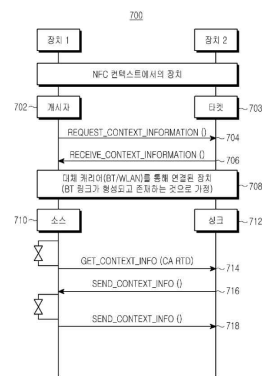 700
장치 1
장치 2
NFC 컨텍스트에서의 장치
702
개시자
타겟
703
REQUEST_CONTEXT_INFORMATION ()
704
RECEIVE_CONTEXT_INFORMATION ()
706
대체 캐리어(BT/WLAN)를 통해 연결된 장치
(BT 링크가 형성되고 존재하는 것으로 가정)
708
710
소스
싱크
712
GET_CONTEXT_INFO (CA RTD)
714
SEND_CONTEXT_INFO ()
716
SEND_CONTEXT_INFO ()
718